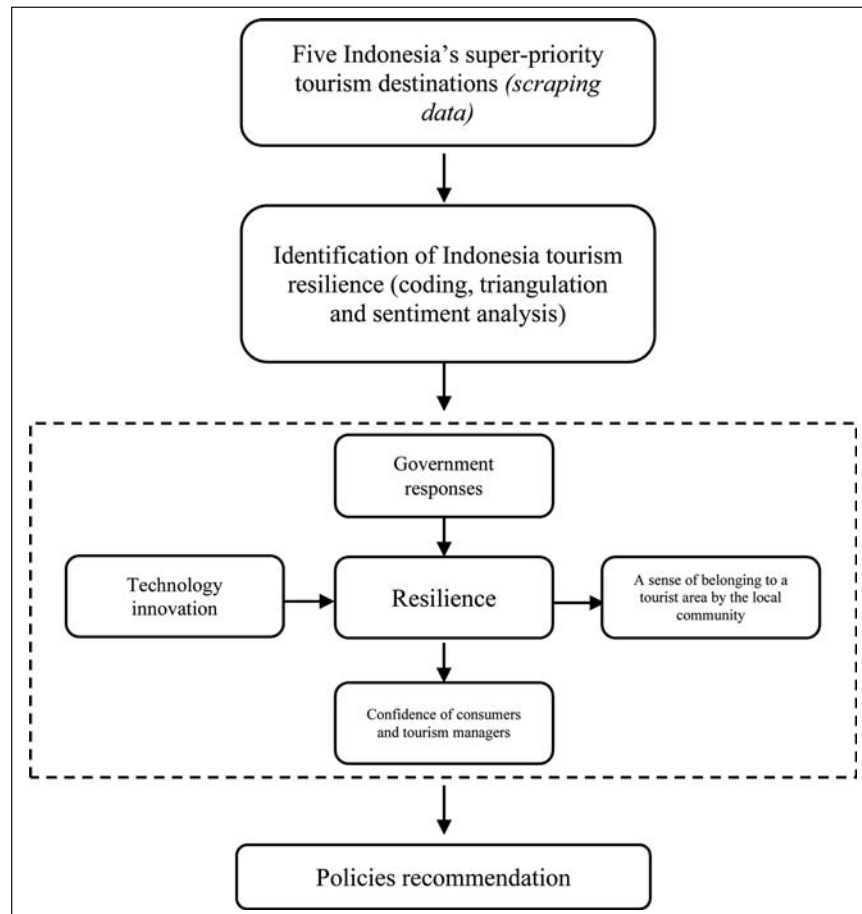 Five Indonesia’s super-priority
tourism destinations (scraping
data)
Identification of Indonesia tourism
resilience (coding, triangulation
and sentiment analysis)
Government
responses
Technology
innovation
Resilience
A sense of belonging to a
tourist area by the local
community
Confidence of consumers
and tourism managers
Policies recommendation